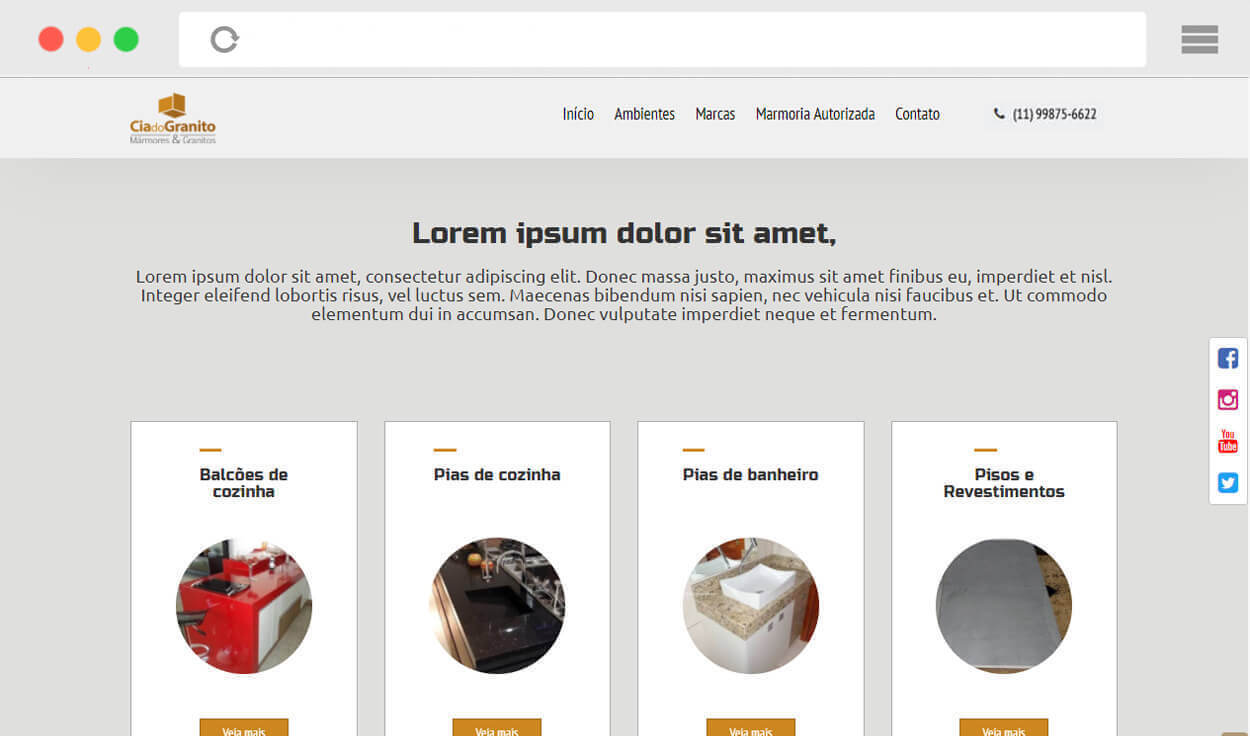 CiadoGranito
Mármores & Granitos
Início Ambientes Marcas Marmoria Autorizada Contato (11) 99875-6622
Lorem ipsum dolor sit amet,
Lorem ipsum dolor sit amet, consectetur adipiscing elit. Donec massa justo, maximus sit amet finibus eu, imperdiet et nisl.
Integer eleifend lobortis risus, vel luctus sem. Maecenas bibendum nisi sapien, nec vehicula nisi faucibus et. Ut commodo
elementum dui in accumsan. Donec vulputate imperdiet neque et fermentum.
You
Tube
Balcões de
cozinha
Pias de cozinha
Pias de banheiro
Pisos e
Revestimentos
Veja mais
Veja mais
Veja mais
Veja mais